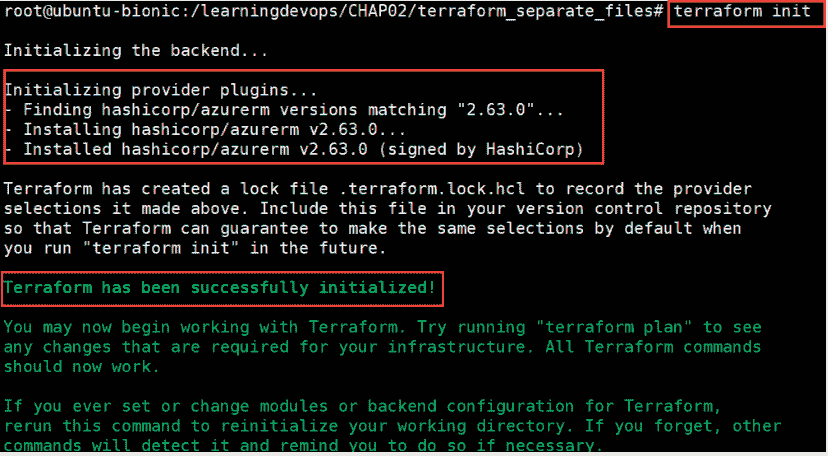 root@ubuntu-bionic:/learningdevops/CHAP02/terraform_separate_files# terraform init
Initializing the backend...
Initializing provider plugins...
- Finding hashicorp/azurerm versions matching "2.63.0"...
- Installing hashicorp/azurerm v2.63.0...
- Installed hashicorp/azurerm v2.63.0 (signed by HashiCorp)
Terraform has created a lock file .terraform.lock.hcl to record the provider
selections it made above. Include this file in your version control repository
so that Terraform can guarantee to make the same selections by default when
you run "terraform init" in the future.
Terraform has been successfully initialized!
You may now begin working with Terraform. Try running "terraform plan" to see
any changes that are required for your infrastructure. All Terraform commands
should now work.
If you ever set or change modules or backend configuration for Terraform,
rerun this command to reinitialize your working directory. If you forget, other
commands will detect it and remind you to do so if necessary.